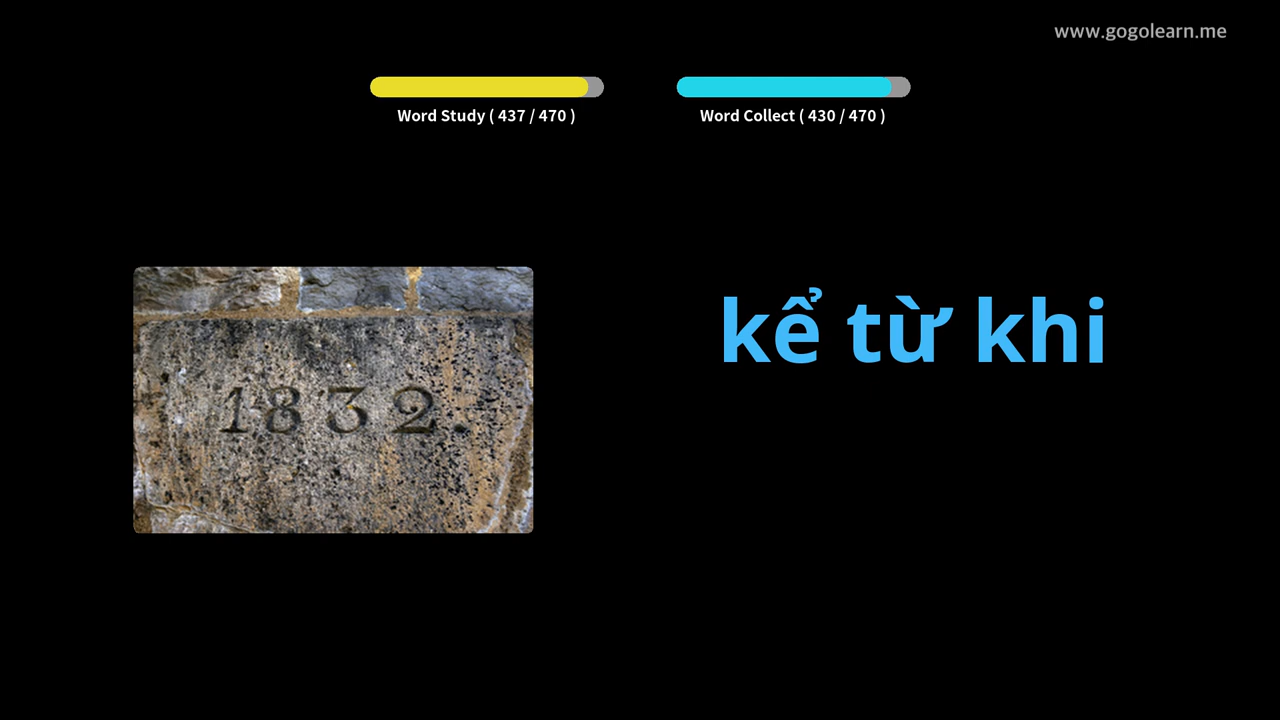 www.gogolearn.me
Word Study ( 437 / 470 )
Word Collect ( 430 / 470 )
kể từ khi
1832.